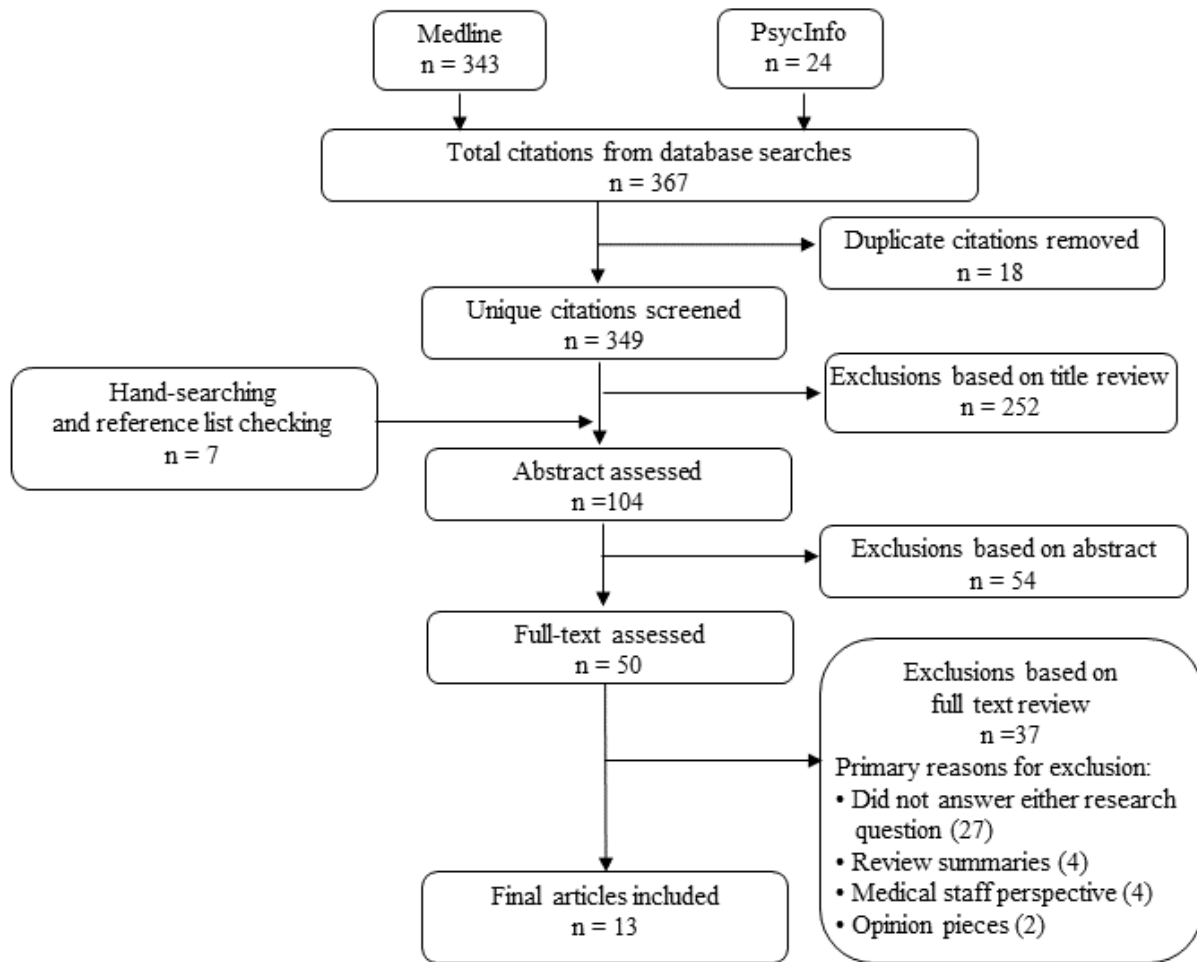 Medline
n = 343
PsycInfo
n = 24
Total citations from database searches
n = 367
Duplicate citations removed
n = 18
Unique citations screened
n = 349
Exclusions based on title review
n = 252
Hand-searching
and reference list checking
n = 7
Abstract assessed
n =104
Exclusions based on abstract
n = 54
Full-text assessed
n = 50
Exclusions based on
full text review
n =37
Primary reasons for exclusion:
• Did not answer either research
question (27)
• Review summaries (4)
• Medical staff perspective (4)
• Opinion pieces (2)
Final articles included
n = 13